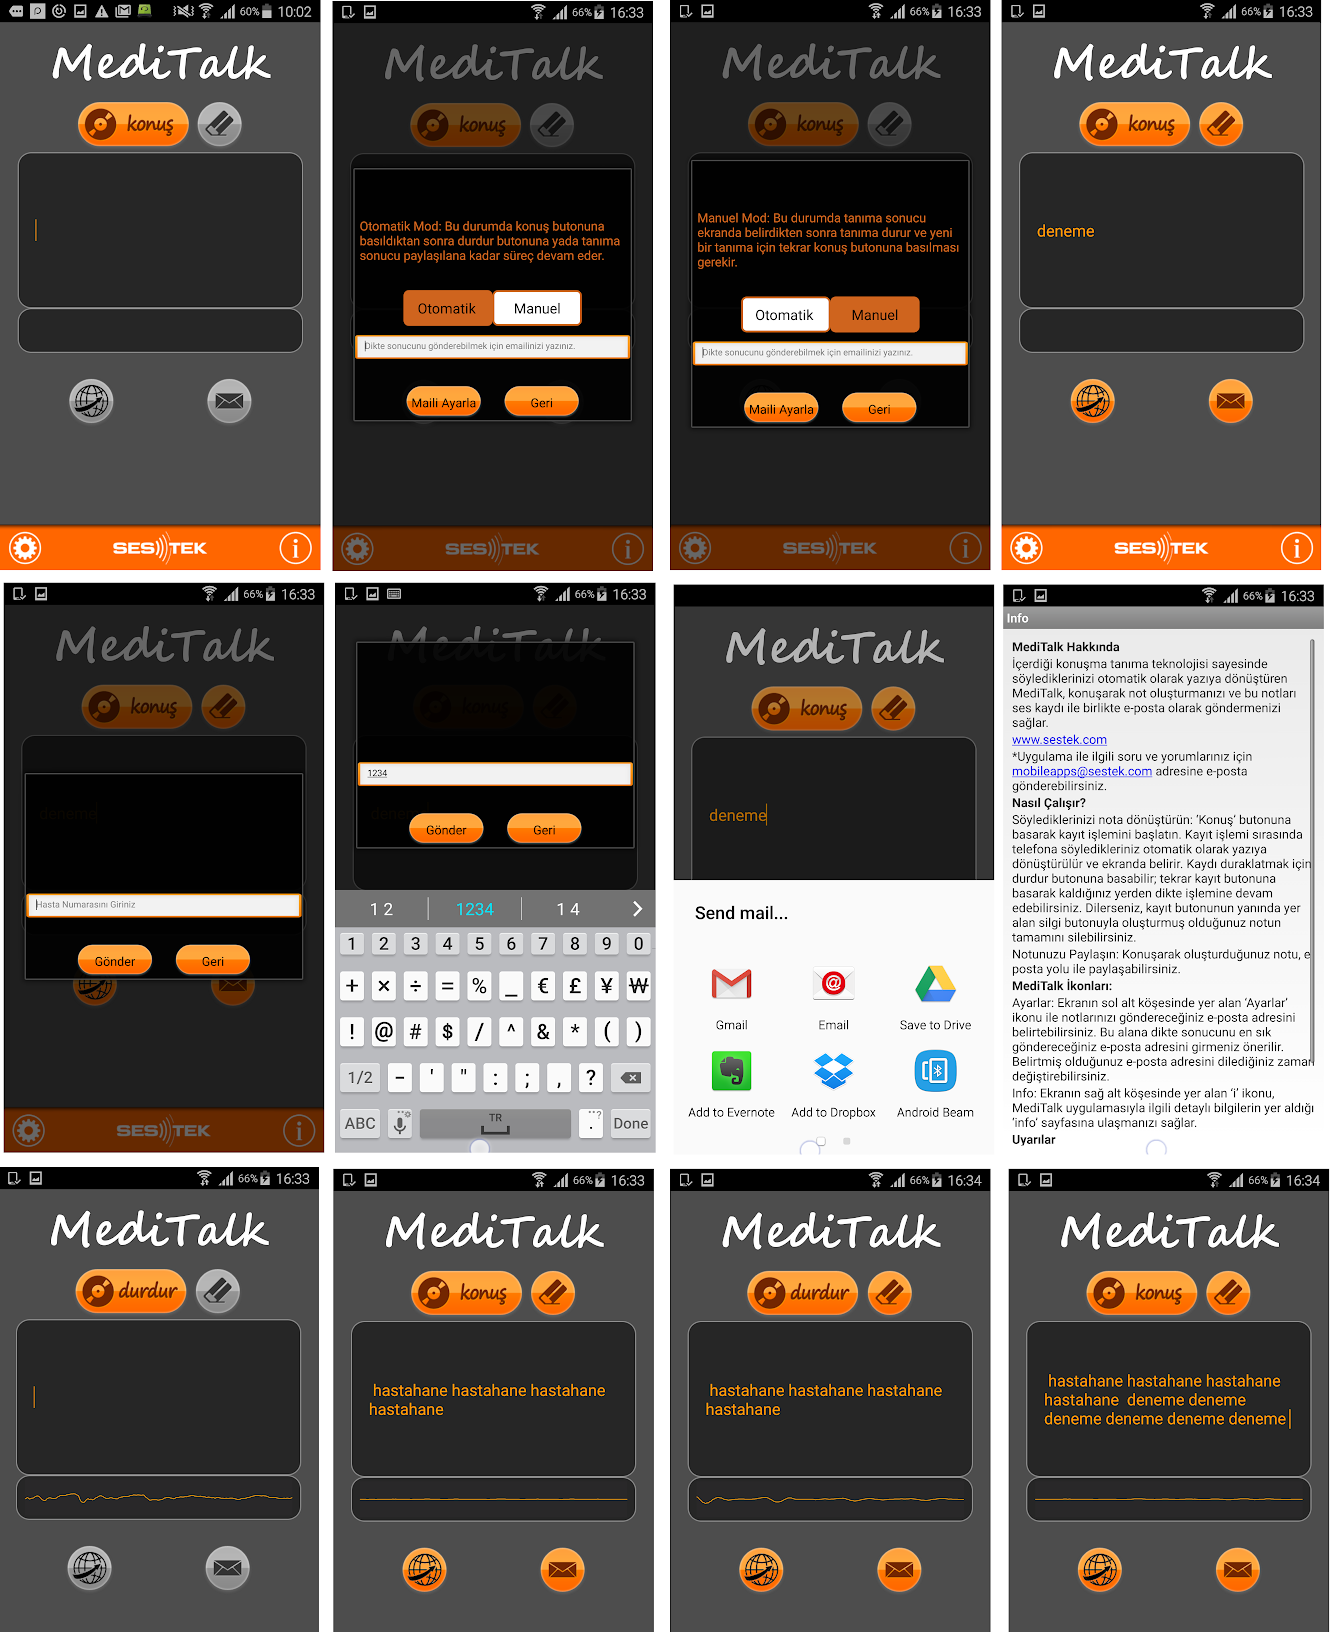 60% 10:02
MediTalk
konuş
SESTEK
i
66% 16:33
MediTalk
konuş
Otomatik Mod: Bu durumda konuş butonuna
basıldıktan sonra durdur butonuna yada tanıma
sonucu paylaşılana kadar süreç devam eder.
Otomatik Manuel
Dikte sonucunu gönderebilmek için emailinizi yazınız.
Maili Ayarla Geri
SESTEK
i
66% 16:33
MediTalk
konuş
Manuel Mod: Bu durumda tanıma sonucu
ekranda belirdikten sonra tanıma durur ve yeni
bir tanıma için tekrar konuş butonuna basılması
gerekir.
Otomatik Manuel
Dikte sonucunu gönderebilmek için emailinizi yazınız.
Maili Ayarla Geri
SESTEK
i
66% 16:33
MediTalk
konuş
deneme
SESTEK
i
66% 16:33
MediTalk
konuş
deneme
Hasta Numarasını Giriniz
Gönder Geri
SESTEK
i
66% 16:33
MediTalk
konuş
1234
Gönder Geri
1 2 1234 1 4
1 2 3 4 5 6 7 8 9 0
+ × ÷ = % _ € £ ¥ ₩
! @ # $ / ^ & * ( )
1/2 - ' " : ; , ?
ABC TR . Done
MediTalk
konuş
deneme
Send mail...
Gmail Email Save to Drive
Add to Evernote Add to Dropbox Android Beam
66% 16:33
Info
MediTalk Hakkında
İçerdiği konuşma tanıma teknolojisi sayesinde
söylediklerinizi otomatik olarak yazıya dönüştüren
MediTalk, konuşarak not oluşturmanızı ve bu notları
ses kaydı ile birlikte e-posta olarak göndermenizi
sağlar.
www.sestek.com
*Uygulama ile ilgili soru ve yorumlarınız için
mobileapps@sestek.com adresine e-posta
gönderebilirsiniz.
Nasıl Çalışır?
Söylediklerinizi nota dönüştürün: 'Konuş' butonuna
basarak kayıt işlemini başlatın. Kayıt işlemi sırasında
telefona söyledikleriniz otomatik olarak yazıya
dönüştürülür ve ekranda belirir. Kaydı duraklatmak için
durdur butonuna basabilir; tekrar kayıt butonuna
basarak kaldığınız yerden dikte işlemine devam
edebilirsiniz. Dilerseniz, kayıt butonunun yanında yer
alan silgi butonuyla oluşturmuş olduğunuz notun
tamamını silebilirsiniz.
Notunuzu Paylaşın: Konuşarak oluşturduğunuz notu, e
posta yolu ile paylaşabilirsiniz.
MediTalk İkonları:
Ayarlar: Ekranın sol alt köşesinde yer alan 'Ayarlar'
ikonu ile notlarınızı göndereceğiniz e-posta adresini
belirtebilirsiniz. Bu alana dikte sonucunu en sık
göndereceğiniz e-posta adresini girmeniz önerilir.
Belirtmiş olduğunuz e-posta adresini dilediğiniz zaman
değiştirebilirsiniz.
Info: Ekranın sağ alt köşesinde yer alan 'i' ikonu,
MediTalk uygulamasıyla ilgili detaylı bilgilerin yer aldığı
'info' sayfasına ulaşmanızı sağlar.
Uyarılar
66% 16:33
MediTalk
durdur
66% 16:33
MediTalk
konuş
hastahane hastahane hastahane
hastahane
66% 16:34
MediTalk
durdur
hastahane hastahane hastahane
hastahane
66% 16:34
MediTalk
konuş
hastahane hastahane hastahane
hastahane deneme deneme
deneme deneme deneme deneme